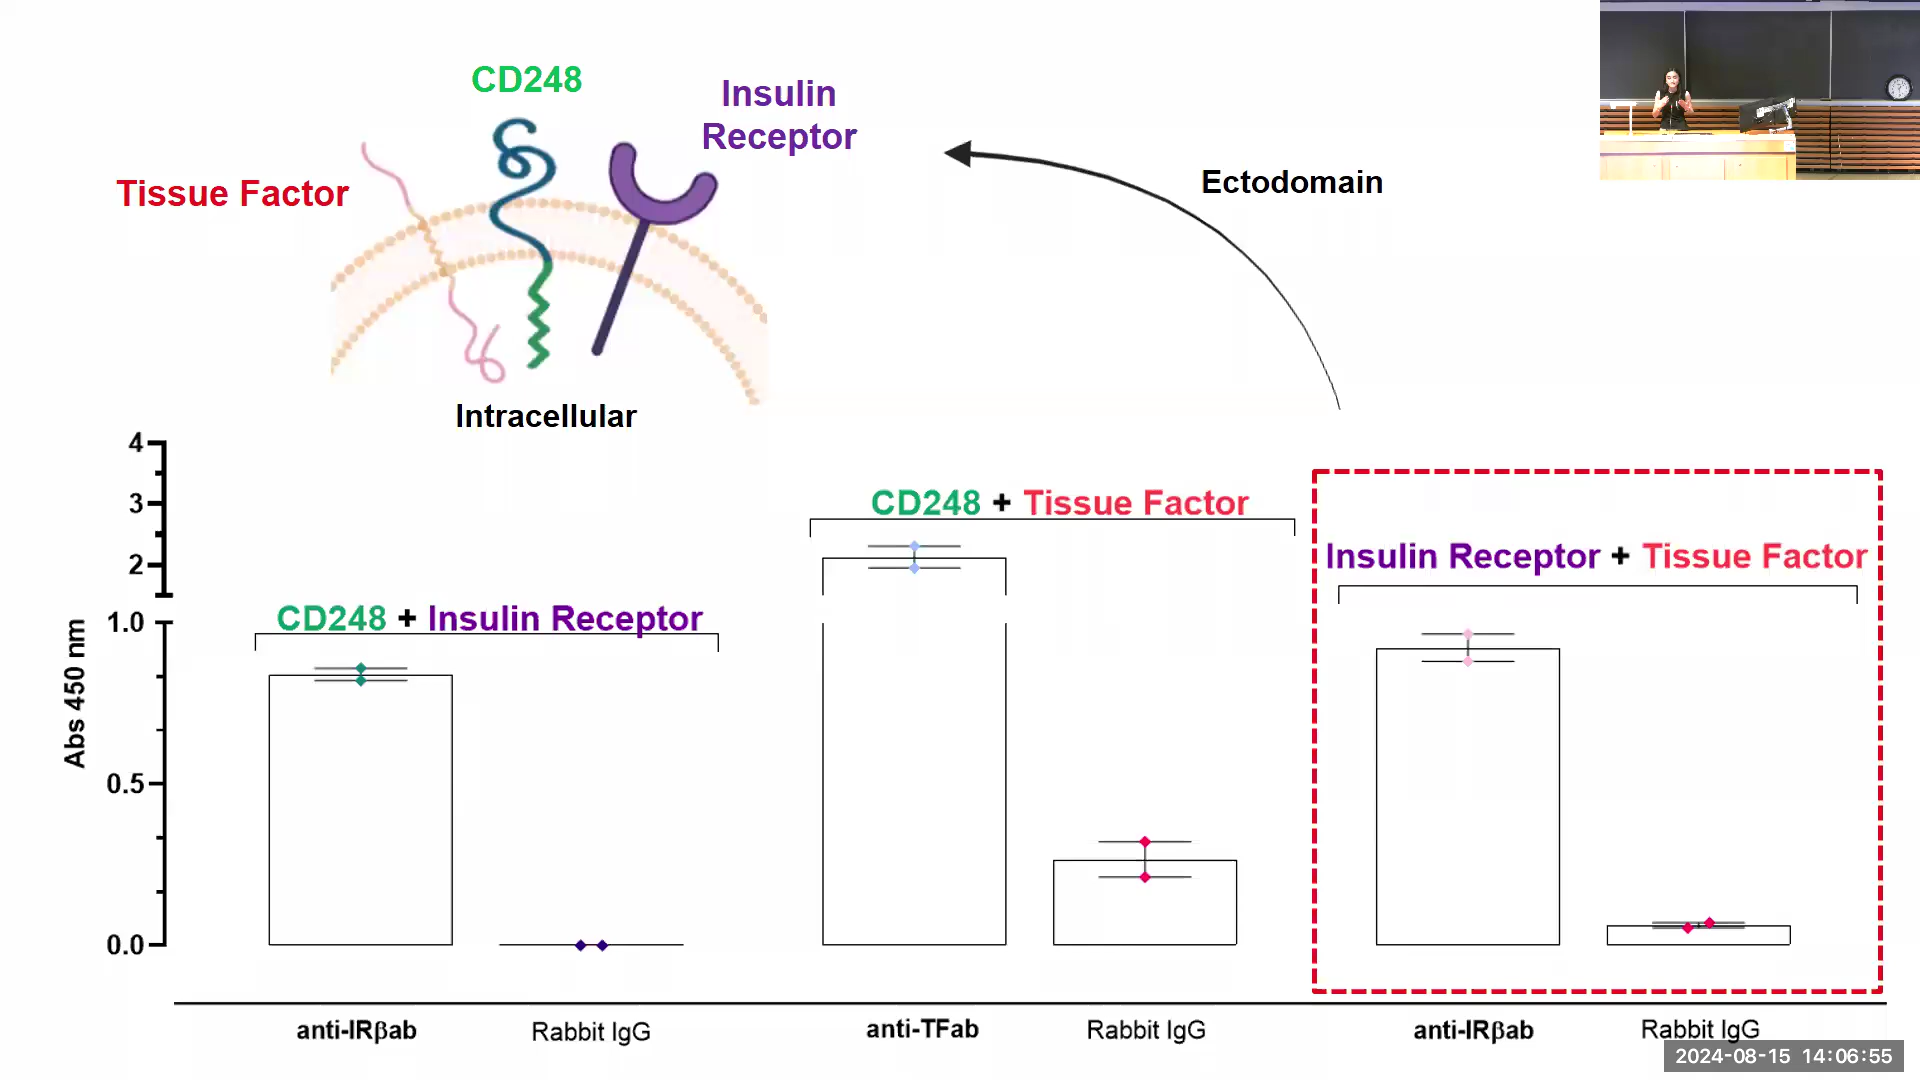 CD248
Insulin
Receptor
Tissue Factor
Ectodomain
Intracellular
4
3
2
1.0
0.5
0.0
Abs 450 nm
CD248 + Insulin Receptor
CD248 + Tissue Factor
Insulin Receptor + Tissue Factor
anti-IRβab
Rabbit IgG
anti-TFab
Rabbit IgG
anti-IRβab
Rabbit IgG
2024-08-15 14:06:55